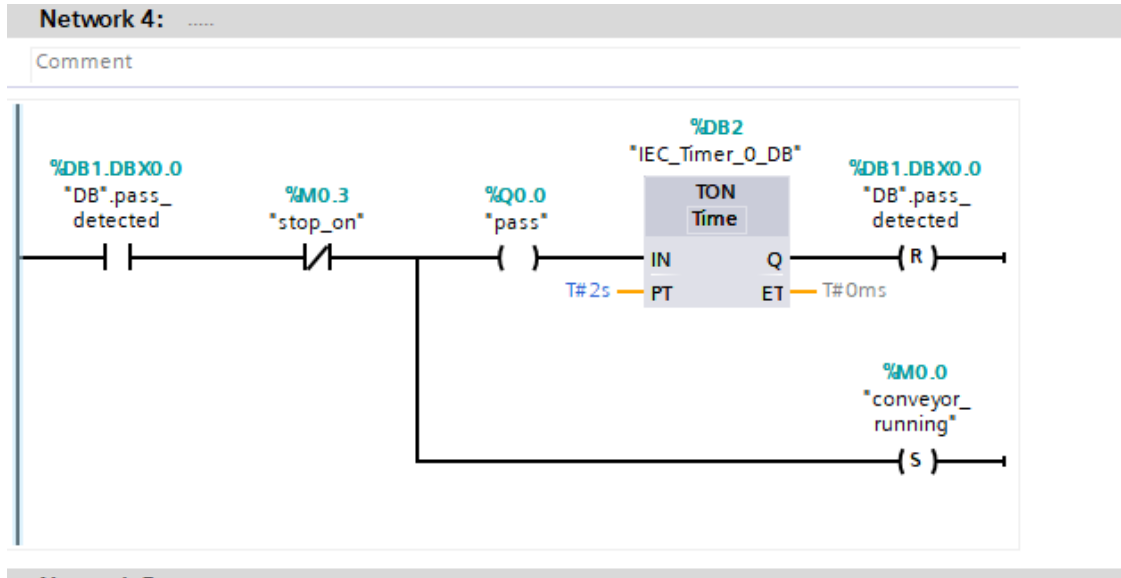 Network 4: .....
Comment
%DB1.DBX0.0
"DB".pass_
detected
%M0.3
"stop_on"
%Q0.0
"pass"
%DB2
"IEC_Timer_0_DB"
TON
Time
IN
Q
T#2s
PT
ET
T#0ms
%DB1.DBX0.0
"DB".pass_
detected
R
%M0.0
"conveyor_
running"
S